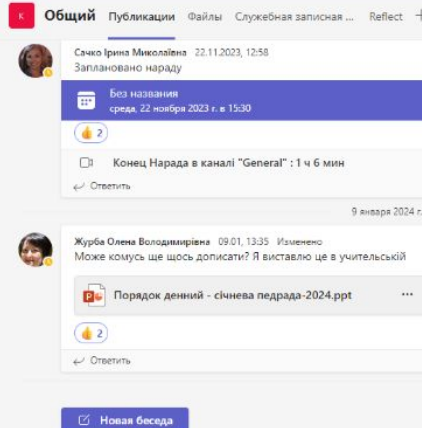 К Общий Публикации Файлы Служебная записная ... Reflect
Сачко Ірина Миколаївна 22.11.2023, 12:58
Заплановано нараду
Без названия
среда, 22 ноября 2023 г. в 15:30
2
Конец Нарада в каналі "General" : 1 ч 6 мин
Ответить
9 января 2024 г.
Журба Олена Володимирівна 09.01, 13:35 Изменено
Може комусь ще щось дописати? Я виставлю це в учительській
Порядок денний - січнева педрада-2024.ppt ...
2
Ответить
Новая беседа